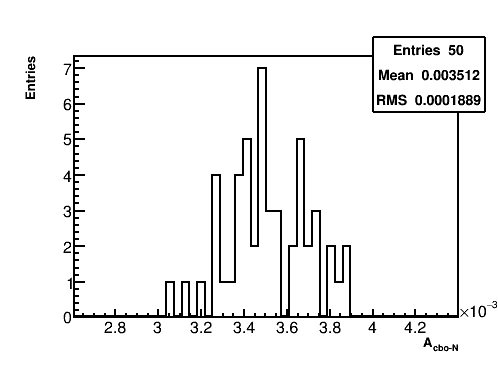 Entries
Entries 50
Mean 0.003512
RMS 0.0001889
7
6
5
4
3
2
1
0
2.8 3 3.2 3.4 3.6 3.8 4 4.2
×10⁻³
A_cbo-N